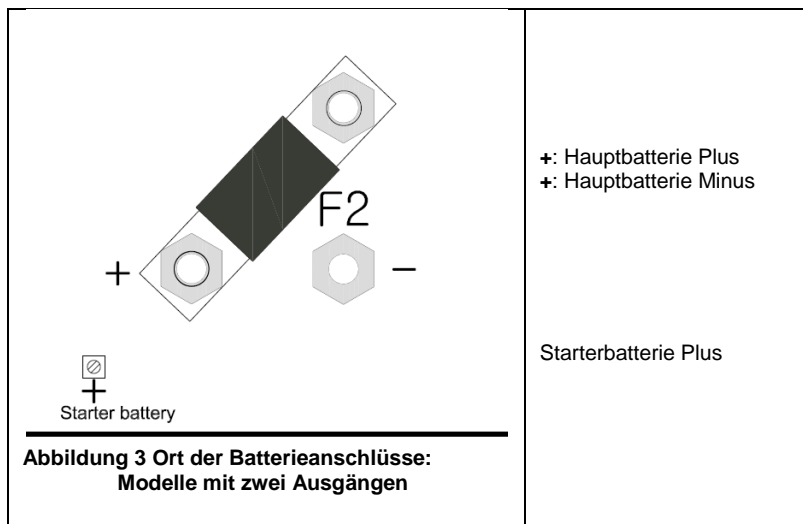 F2
+
−
+
Starter battery
Abbildung 3 Ort der Batterieanschlüsse:
Modelle mit zwei Ausgängen
+: Hauptbatterie Plus
+: Hauptbatterie Minus
Starterbatterie Plus